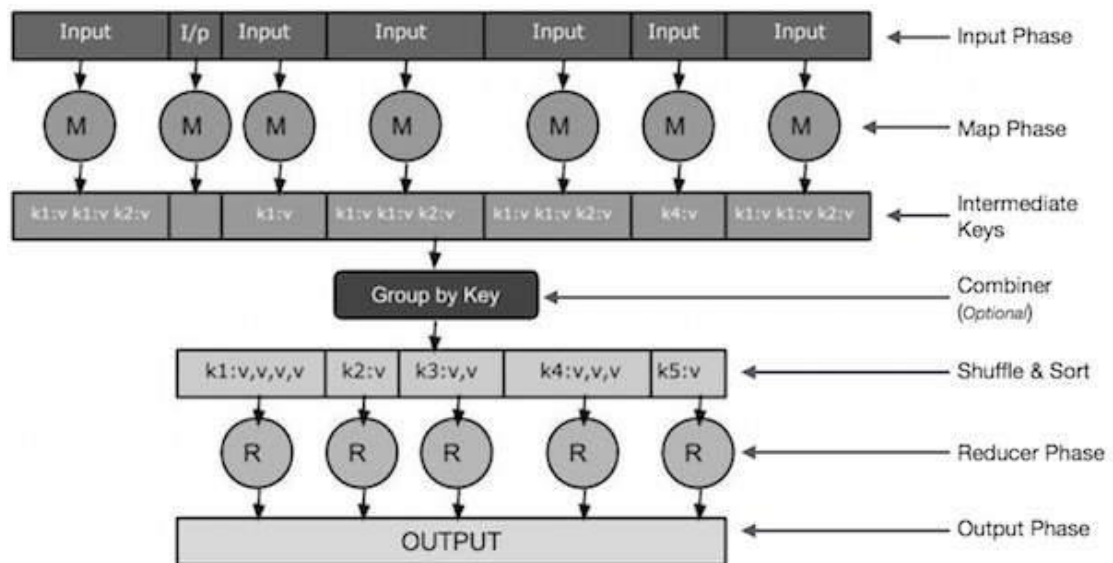 Input I/p Input Input Input Input Input Input Phase
M M M M M M M Map Phase
k1:v k1:v k2:v k1:v k1:v k1:v k2:v k1:v k1:v k2:v k4:v k1:v k1:v k2:v Intermediate
Keys
Group by Key Combiner
(Optional)
k1:v,v,v,v k2:v k3:v,v k4:v,v,v k5:v Shuffle & Sort
R R R R R Reducer Phase
OUTPUT Output Phase